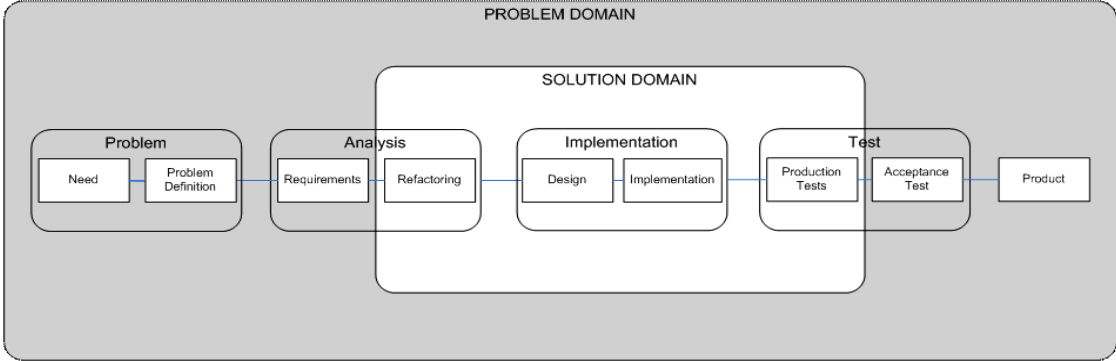 PROBLEM DOMAIN
SOLUTION DOMAIN
Problem
Need
Problem
Definition
Analysis
Requirements
Refactoring
Implementation
Design
Implementation
Test
Production
Tests
Acceptance
Test
Product